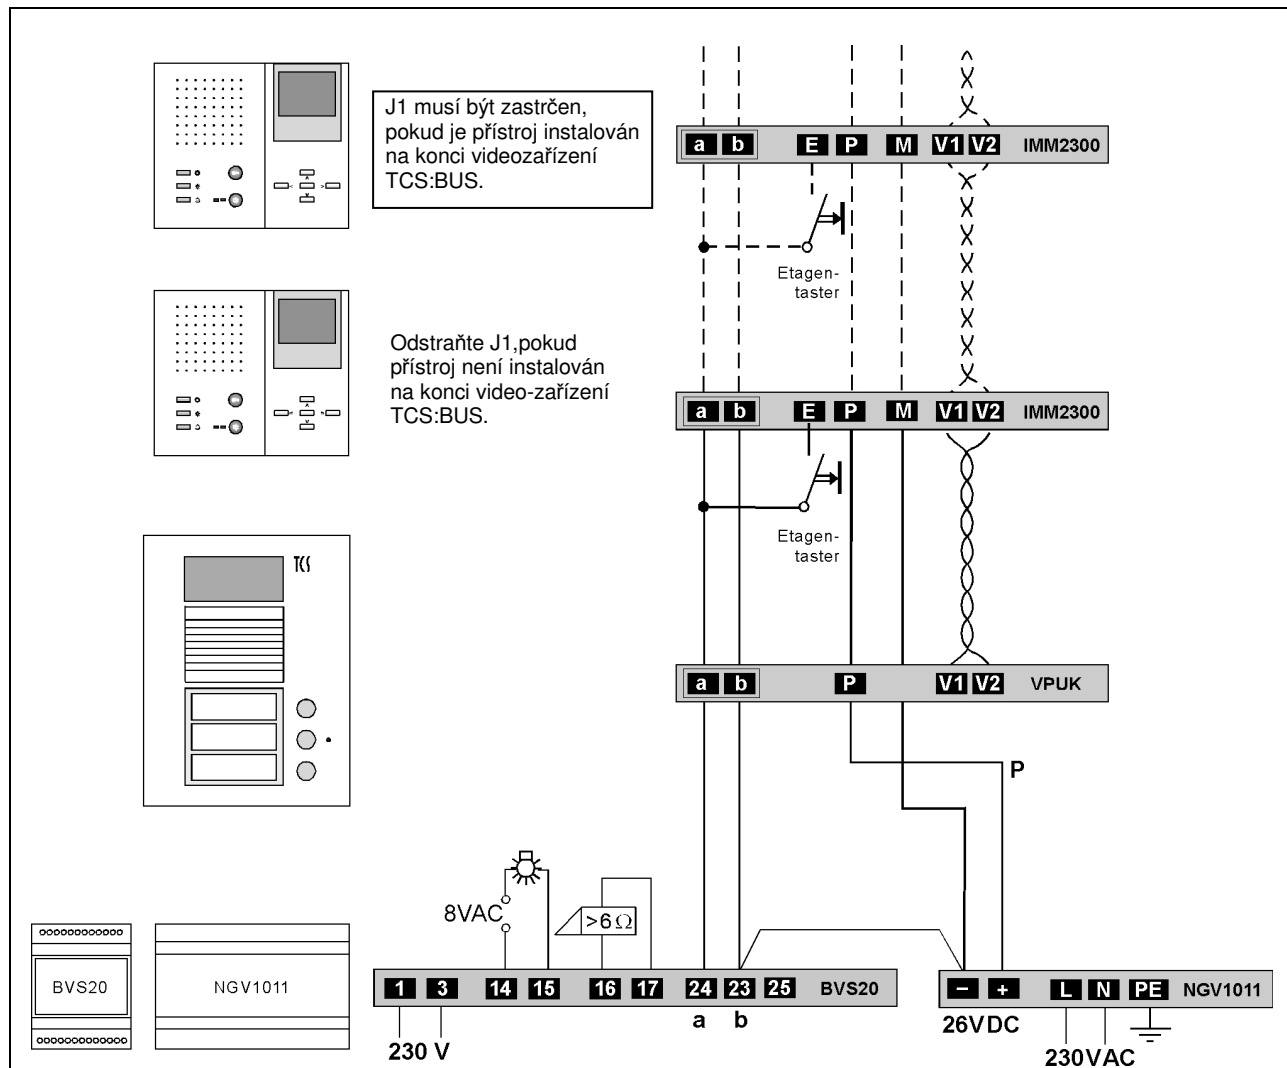 J1 musí být zastrčen,
pokud je přístroj instalován
na konci videozařízení
TCS:BUS.
a b E P M V1 V2 IMM2300
Etagen-
taster
Odstraňte J1,pokud
přístroj není instalován
na konci video-zařízení
TCS:BUS.
a b E P M V1 V2 IMM2300
Etagen-
taster
TCS
a b P V1 V2 VPUK
P
8VAC
>6 Ω
BVS20
NGV1011
1 3 14 15 16 17 24 23 25 BVS20
a b
230 V
– + L N PE NGV1011
26V DC
230VAC